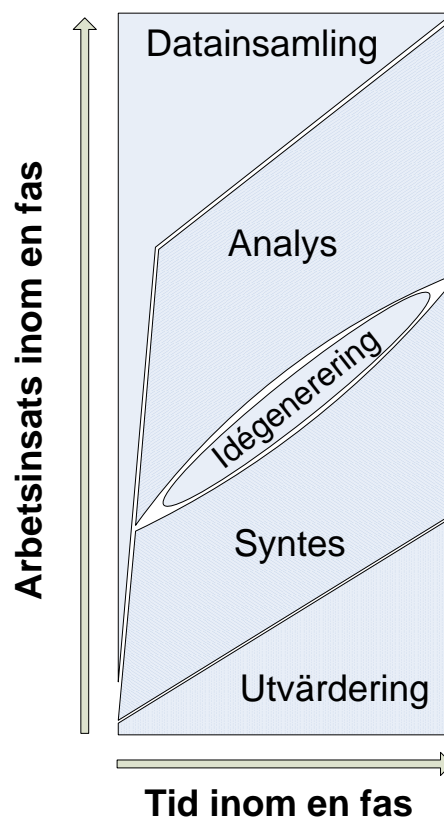 Arbetsinsats inom en fas
Datainsamling
Analys
Idégenerering
Syntes
Utvärdering
Tid inom en fas